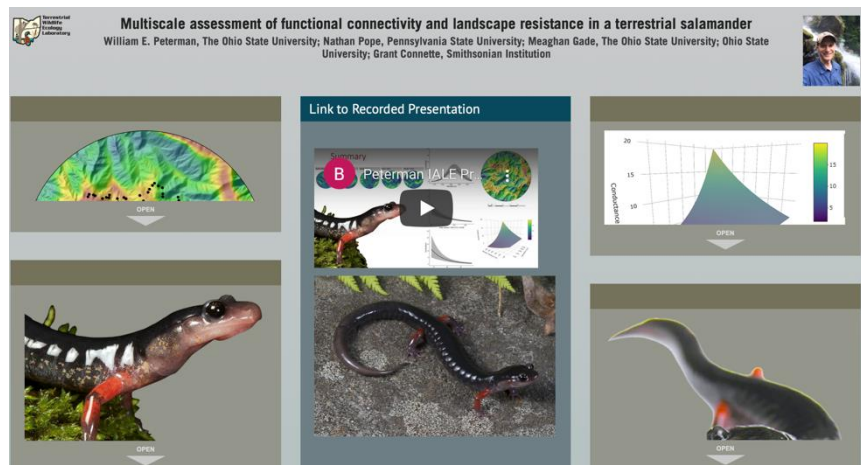 Terrestrial
Wildlife
Ecology
Laboratory
Multiscale assessment of functional connectivity and landscape resistance in a terrestrial salamander
William E. Peterman, The Ohio State University; Nathan Pope, Pennsylvania State University; Meaghan Gade, The Ohio State University; Ohio State
University; Grant Connette, Smithsonian Institution
OPEN
OPEN
Link to Recorded Presentation
Summary
B
Peterman IALE Pr...
20
15
10
Conductance
15
10
5
OPEN
OPEN